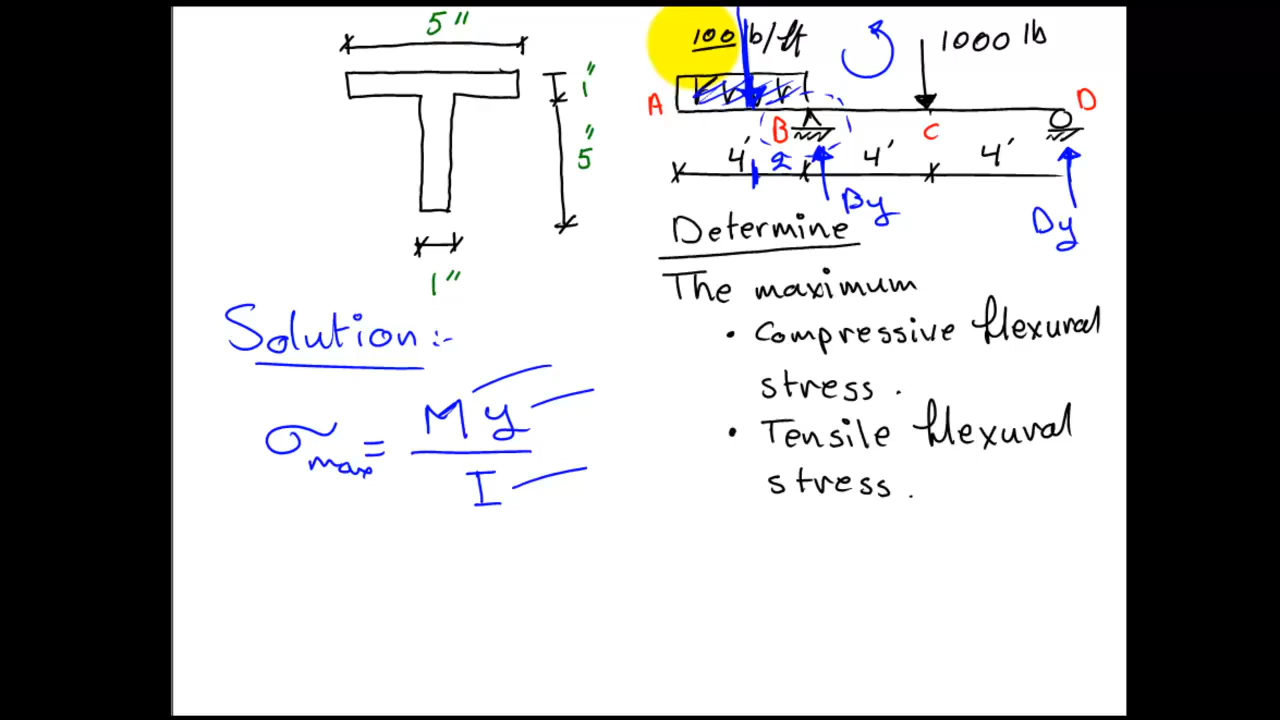 5"
1"
5"
1"
100 lb/ft
1000 lb
A
B
C
D
4'
2
4'
4'
By
Dy
Determine
The maximum
• Compressive flexural
stress.
• Tensile flexural
stress.
Solution:-
σmax = My
I